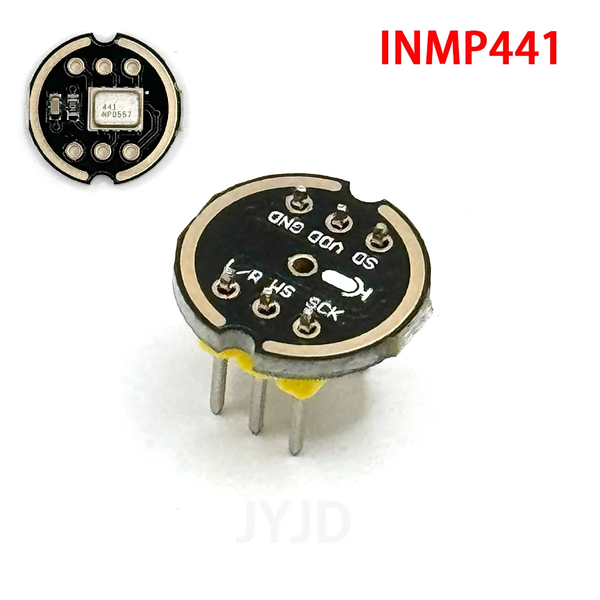 INMP441
441
NP0557
GND
VDD
SD
L/R
WS
SCK
JYJD